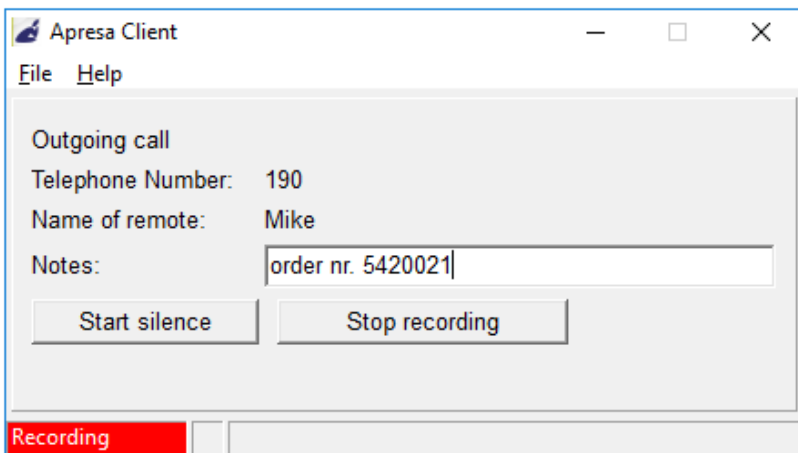 Apresa Client
File Help
Outgoing call
Telephone Number: 190
Name of remote: Mike
Notes: order nr. 5420021
Start silence Stop recording
Recording